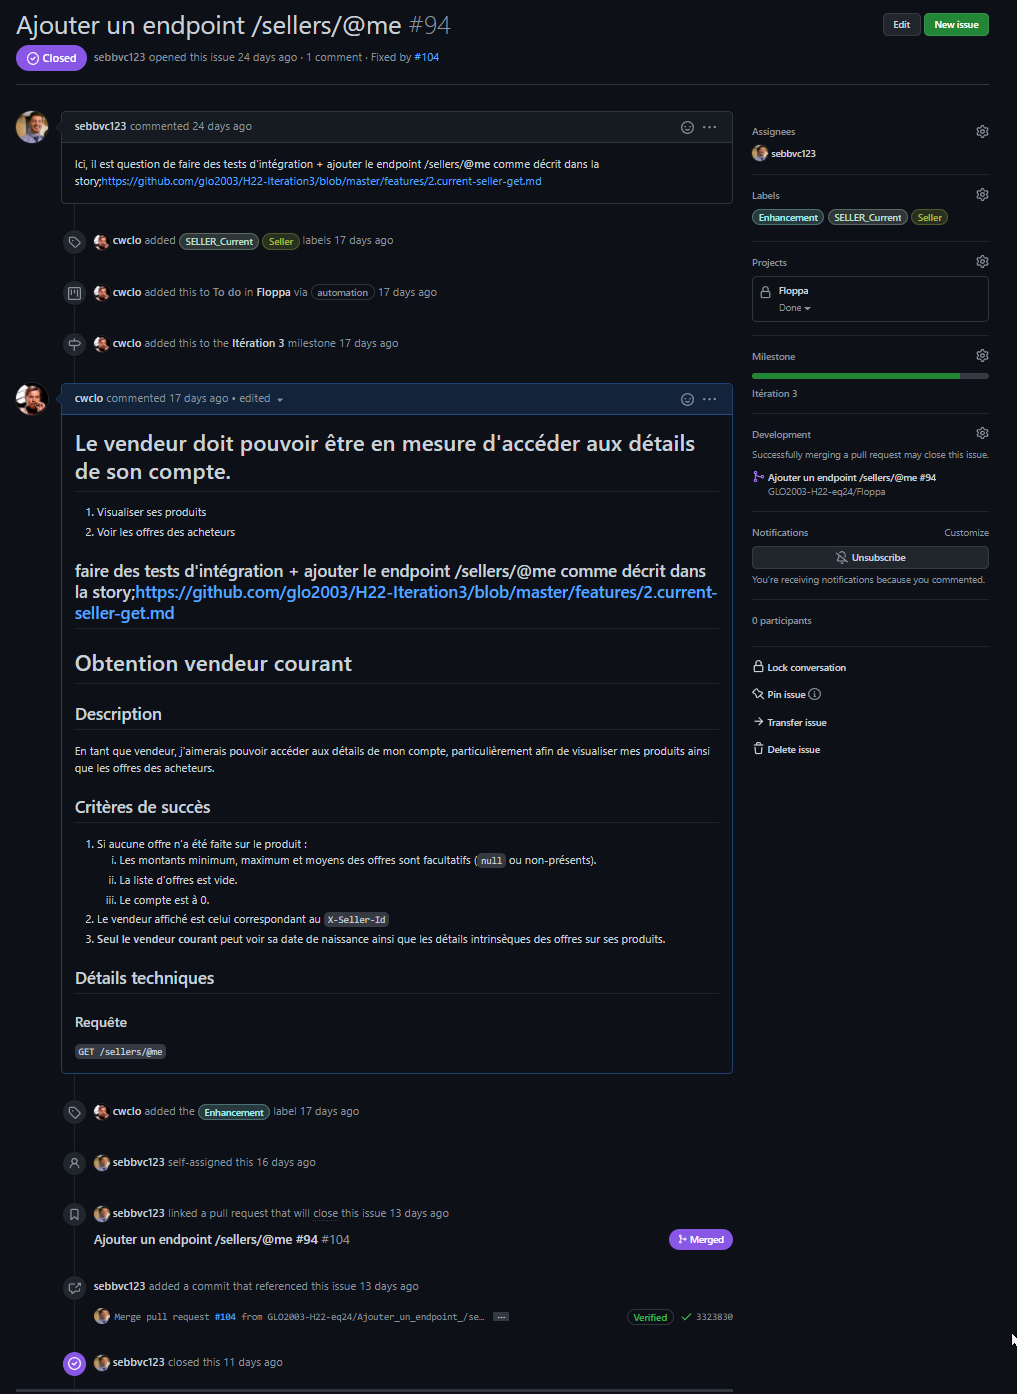 Ajouter un endpoint /sellers/@me #94
Edit
New issue
Closed
sebbvc123 opened this issue 24 days ago · 1 comment · Fixed by #104
sebbvc123 commented 24 days ago
Ici, il est question de faire des tests d'intégration + ajouter le endpoint /sellers/@me comme décrit dans la
story;https://github.com/glo2003/H22-Iteration3/blob/master/features/2.current-seller-get.md
cwclo added SELLER_Current Seller labels 17 days ago
cwclo added this to To do in Floppa via automation 17 days ago
cwclo added this to the Itération 3 milestone 17 days ago
cwclo commented 17 days ago • edited
Le vendeur doit pouvoir être en mesure d'accéder aux détails
de son compte.
1. Visualiser ses produits
2. Voir les offres des acheteurs
faire des tests d'intégration + ajouter le endpoint /sellers/@me comme décrit dans
la story;https://github.com/glo2003/H22-Iteration3/blob/master/features/2.current-
seller-get.md
Obtention vendeur courant
Description
En tant que vendeur, j'aimerais pouvoir accéder aux détails de mon compte, particulièrement afin de visualiser mes produits ainsi
que les offres des acheteurs.
Critères de succès
1. Si aucune offre n'a été faite sur le produit :
i. Les montants minimum, maximum et moyens des offres sont facultatifs (null ou non-présents).
ii. La liste d'offres est vide.
iii. Le compte est à 0.
2. Le vendeur affiché est celui correspondant au X-Seller-Id
3. Seul le vendeur courant peut voir sa date de naissance ainsi que les détails intrinsèques des offres sur ses produits.
Détails techniques
Requête
GET /sellers/@me
cwclo added the Enhancement label 17 days ago
sebbvc123 self-assigned this 16 days ago
sebbvc123 linked a pull request that will close this issue 13 days ago
Ajouter un endpoint /sellers/@me #94 #104
Merged
sebbvc123 added a commit that referenced this issue 13 days ago
Merge pull request #104 from GLO2003-H22-eq24/Ajouter_un_endpoint_/se… …
Verified
3323830
sebbvc123 closed this 11 days ago
Assignees
sebbvc123
Labels
Enhancement SELLER_Current Seller
Projects
Floppa
Done
Milestone
Itération 3
Development
Successfully merging a pull request may close this issue.
Ajouter un endpoint /sellers/@me #94
GLO2003-H22-eq24/Floppa
Notifications
Customize
Unsubscribe
You're receiving notifications because you commented.
0 participants
Lock conversation
Pin issue
Transfer issue
Delete issue